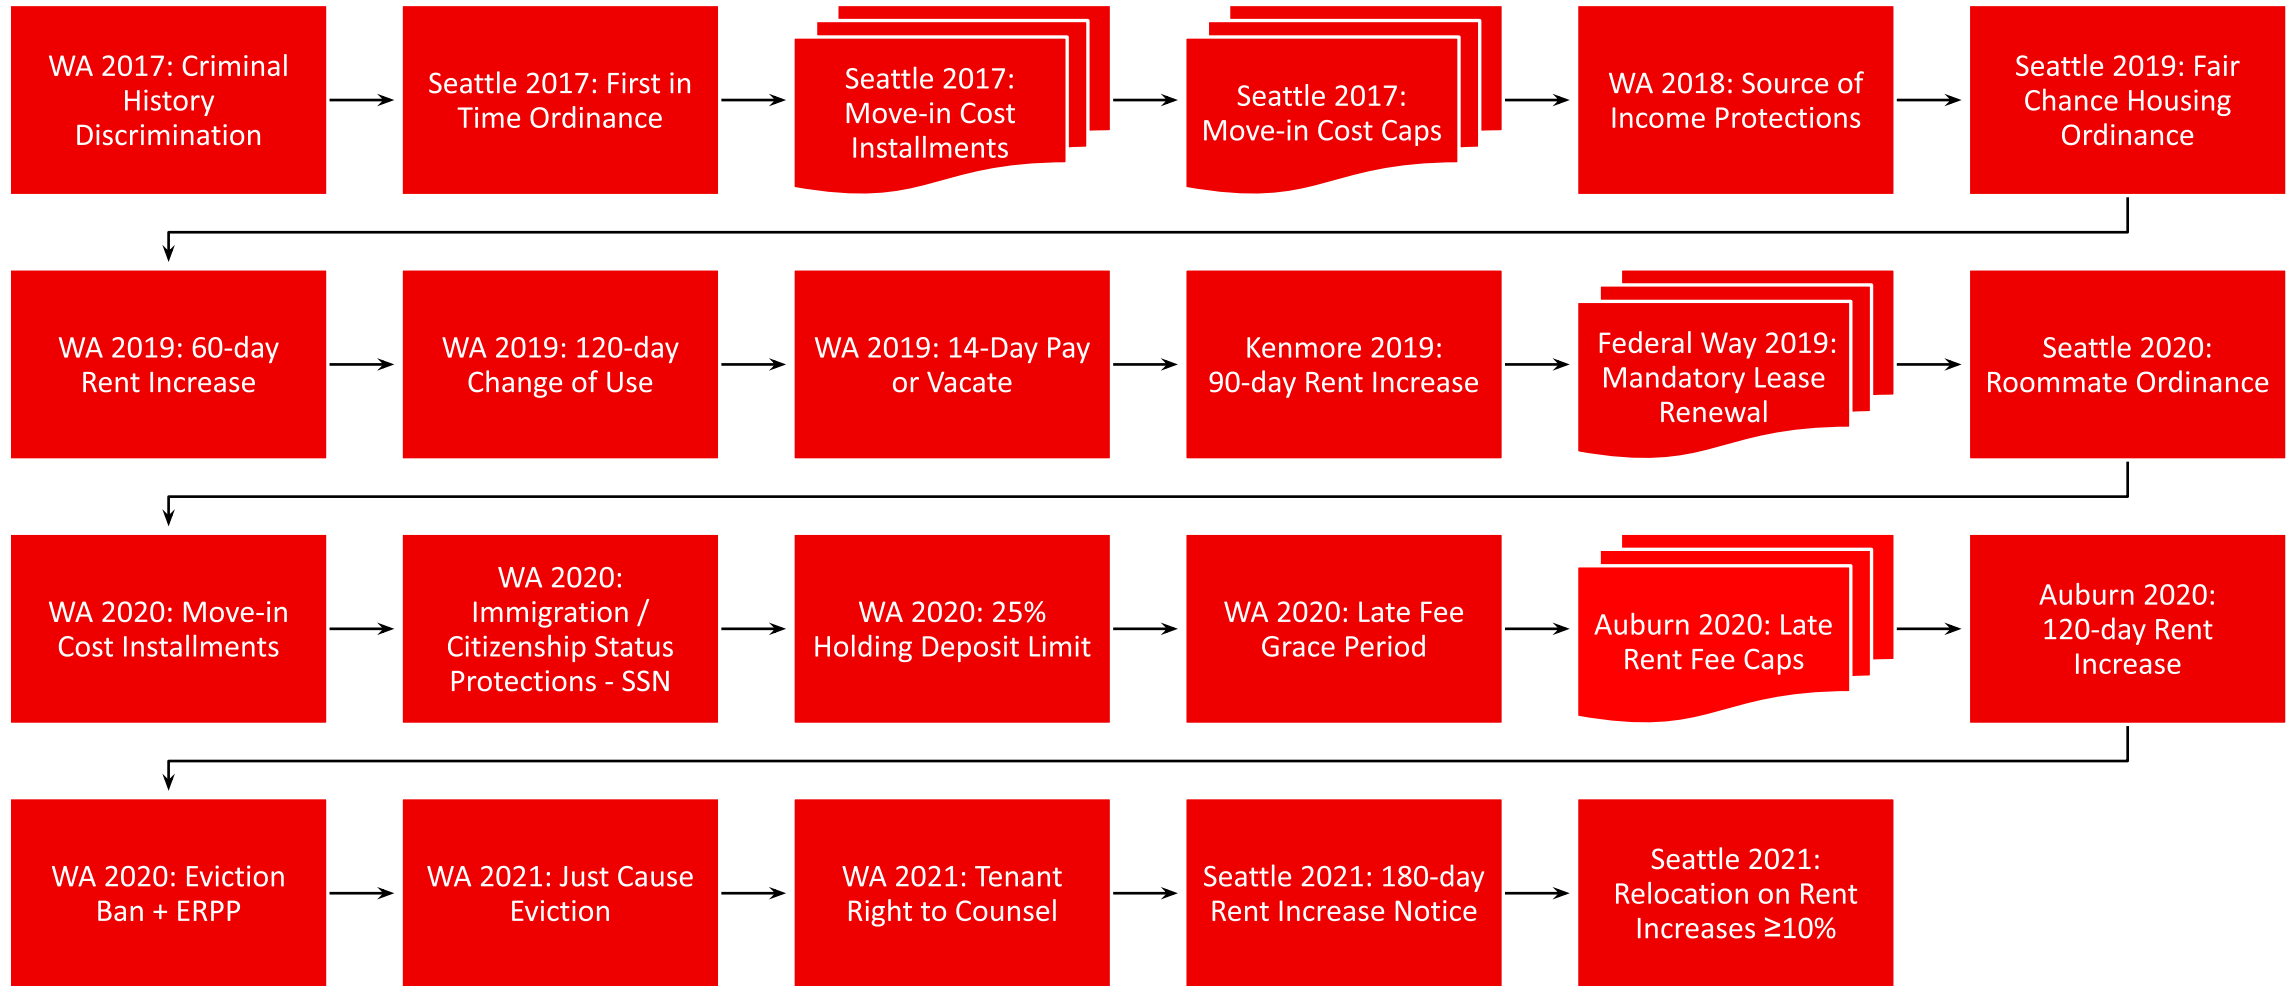 WA 2017: Criminal
History
Discrimination
Seattle 2017: First in
Time Ordinance
Seattle 2017:
Move-in Cost
Installments
Seattle 2017:
Move-in Cost Caps
WA 2018: Source of
Income Protections
Seattle 2019: Fair
Chance Housing
Ordinance
WA 2019: 60-day
Rent Increase
WA 2019: 120-day
Change of Use
WA 2019: 14-Day Pay
or Vacate
Kenmore 2019:
90-day Rent Increase
Federal Way 2019:
Mandatory Lease
Renewal
Seattle 2020:
Roommate Ordinance
WA 2020: Move-in
Cost Installments
WA 2020:
Immigration /
Citizenship Status
Protections - SSN
WA 2020: 25%
Holding Deposit Limit
WA 2020: Late Fee
Grace Period
Auburn 2020: Late
Rent Fee Caps
Auburn 2020:
120-day Rent
Increase
WA 2020: Eviction
Ban + ERPP
WA 2021: Just Cause
Eviction
WA 2021: Tenant
Right to Counsel
Seattle 2021: 180-day
Rent Increase Notice
Seattle 2021:
Relocation on Rent
Increases ≥10%